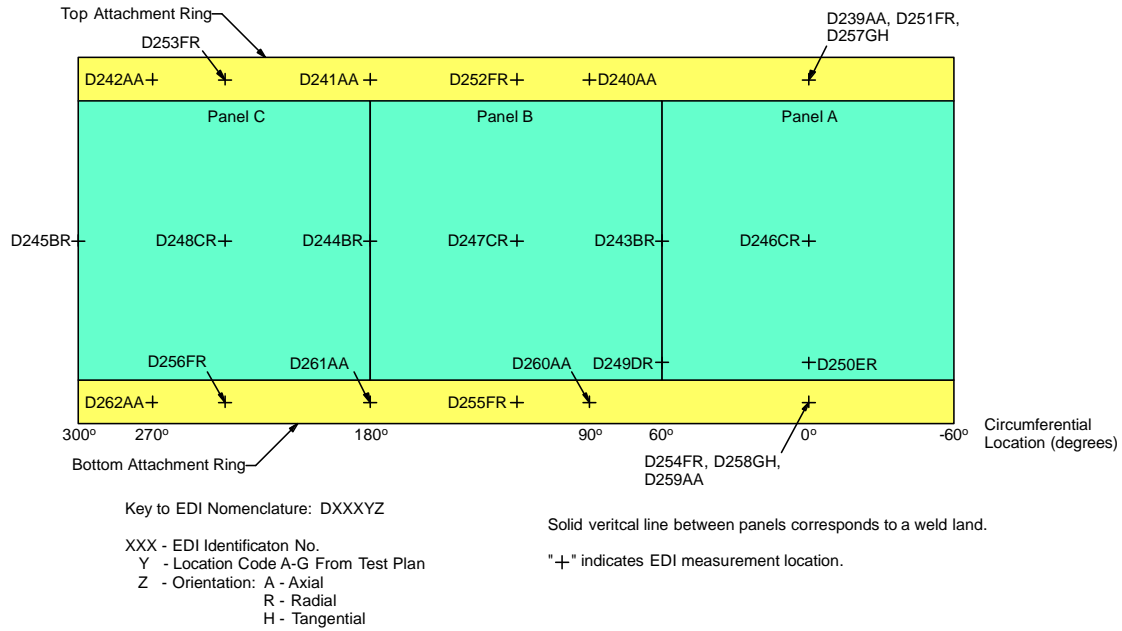 Top Attachment Ring
D239AA, D251FR,
D257GH
D253FR
D242AA
D241AA
D252FR
D240AA
Panel C
Panel B
Panel A
D245BR
D248CR
D244BR
D247CR
D243BR
D246CR
D256FR
D261AA
D260AA
D249DR
D250ER
D262AA
D255FR
300º
270º
180º
90º
60º
0º
-60º
Circumferential
Location (degrees)
Bottom Attachment Ring
D254FR, D258GH,
D259AA
Key to EDI Nomenclature: DXXXYZ
XXX - EDI Identificaton No.
Y - Location Code A-G From Test Plan
Z - Orientation: A - Axial
R - Radial
H - Tangential
Solid veritcal line between panels corresponds to a weld land.
"+" indicates EDI measurement location.